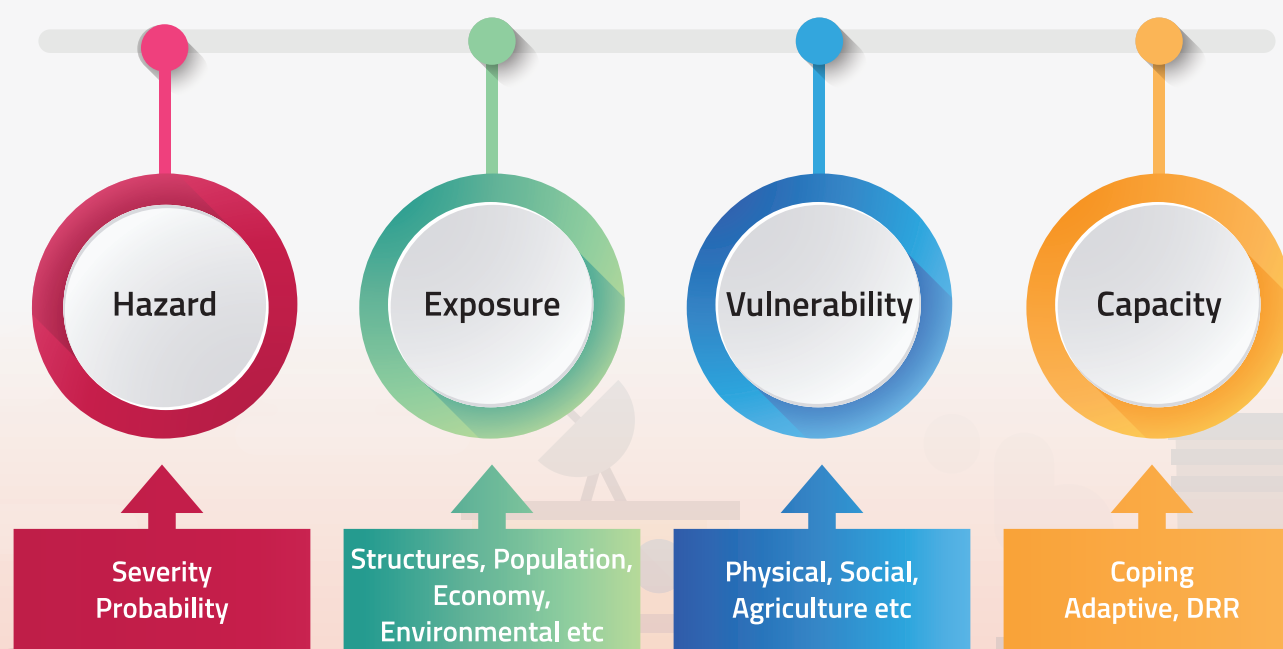 Hazard
Exposure
Vulnerability
Capacity
Severity
Probability
Structures, Population,
Economy,
Environmental etc
Physical, Social,
Agriculture etc
Coping
Adaptive, DRR